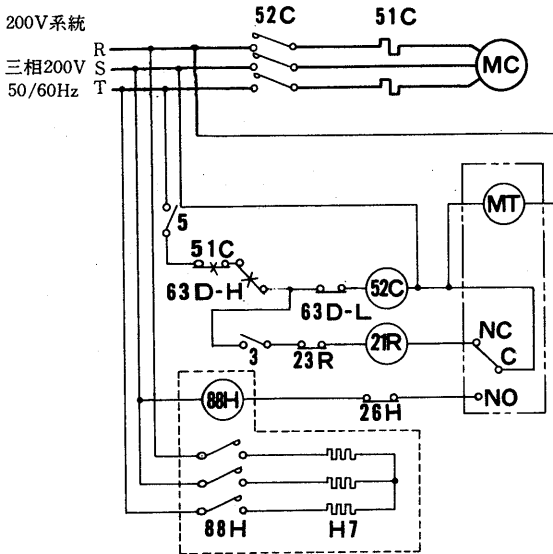 52C
51C
200V系統
R
三相200V S
50/60Hz T
MC
MT
5
51C
63D-H
63D-L
52C
3
23R
21R
NC
C
88H
26H
NO
88H
H7